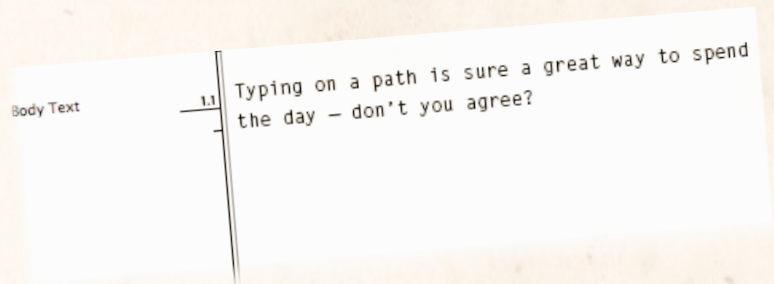 Body Text
1.1
Typing on a path is sure a great way to spend
the day – don’t you agree?